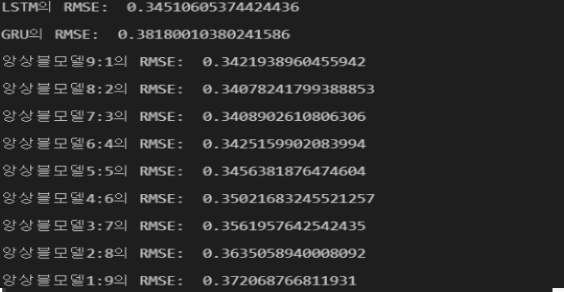 LSTM의 RMSE:  0.34510605374424436
GRU의 RMSE:  0.38180010380241586
앙상블모델9:1의 RMSE:  0.3421938960455942
앙상블모델8:2의 RMSE:  0.34078241799388853
앙상블모델7:3의 RMSE:  0.3408902610806306
앙상블모델6:4의 RMSE:  0.3425159902083994
앙상블모델5:5의 RMSE:  0.3456381876474604
앙상블모델4:6의 RMSE:  0.35021683245521257
앙상블모델3:7의 RMSE:  0.3561957642542435
앙상블모델2:8의 RMSE:  0.3635058940008092
앙상블모델1:9의 RMSE:  0.372068766811931